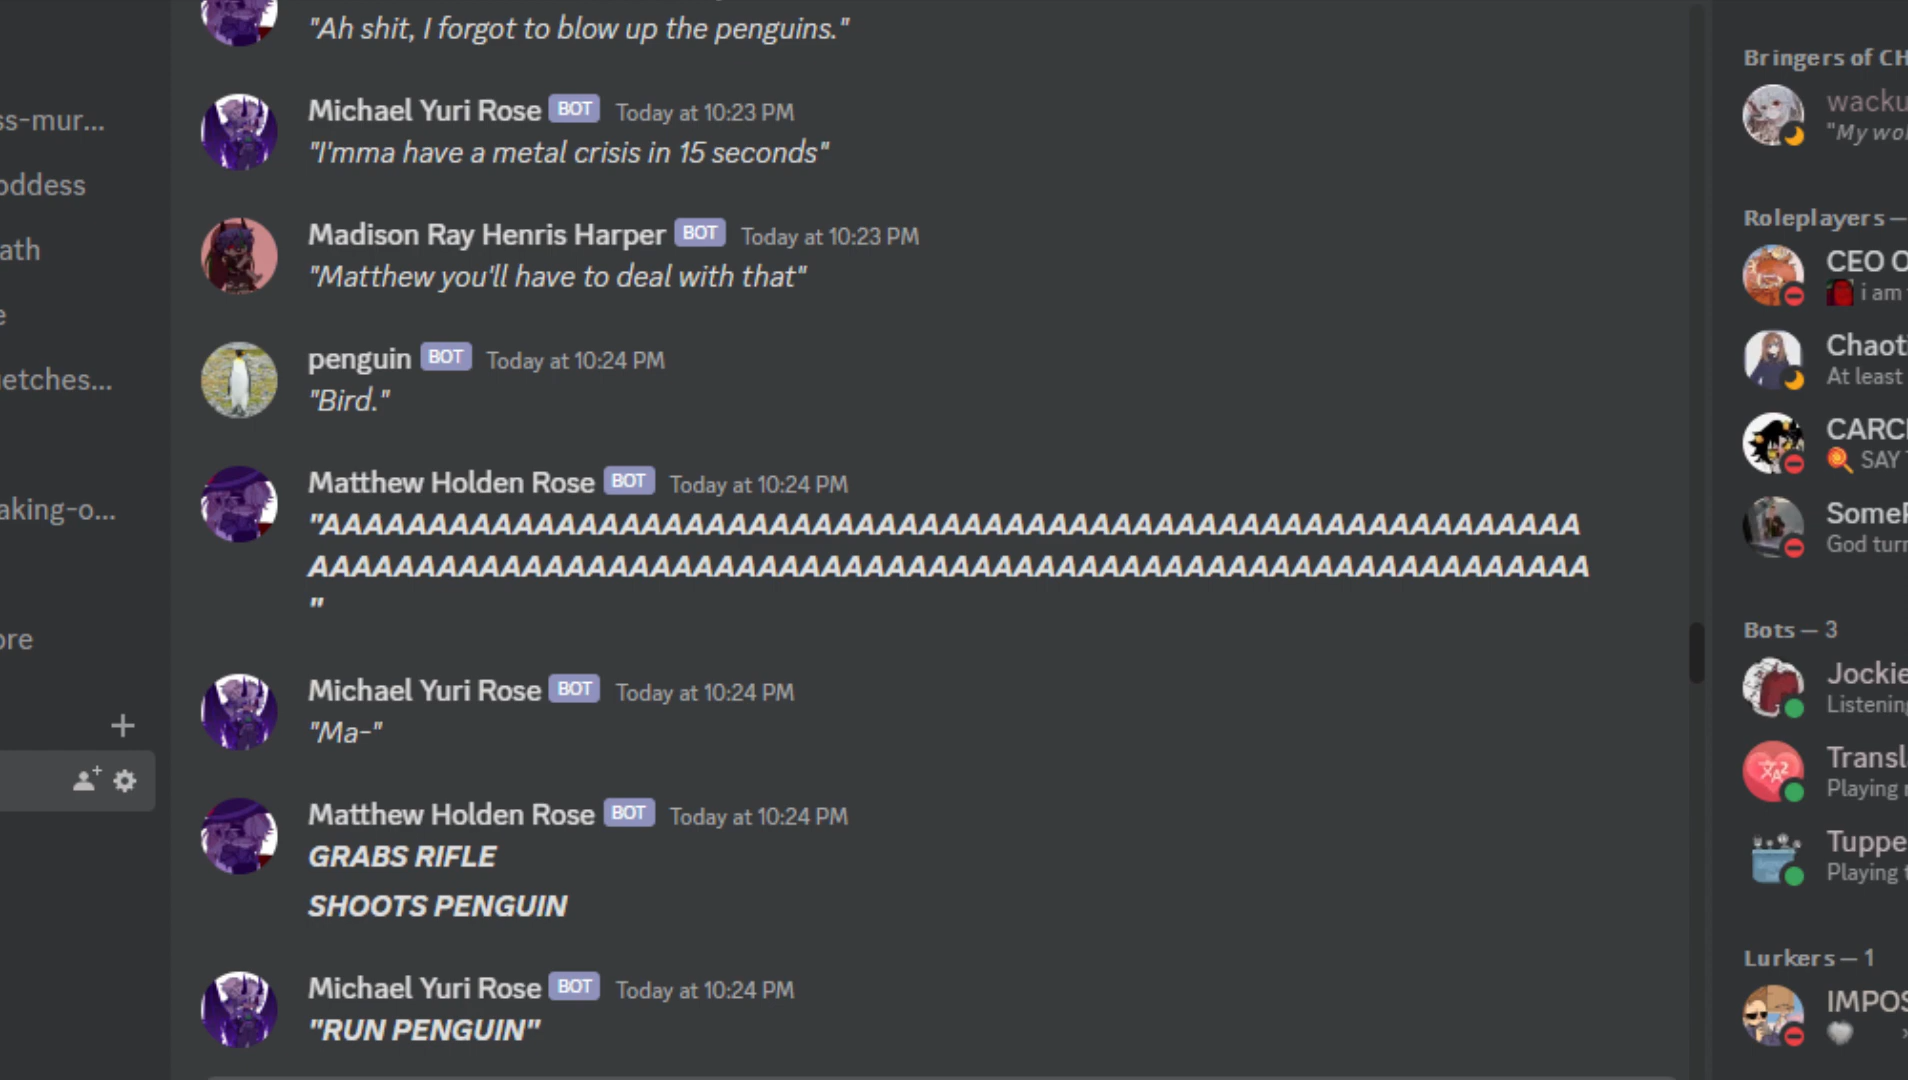 "Ah shit, I forgot to blow up the penguins."
Michael Yuri Rose BOT Today at 10:23 PM
"I'mma have a metal crisis in 15 seconds"
Madison Ray Henris Harper BOT Today at 10:23 PM
"Matthew you'll have to deal with that"
penguin BOT Today at 10:24 PM
"Bird."
Matthew Holden Rose BOT Today at 10:24 PM
"AAAAAAAAAAAAAAAAAAAAAAAAAAAAAAAAAAAAAAAAAAAAAAAAAAAAAAAAAAA
AAAAAAAAAAAAAAAAAAAAAAAAAAAAAAAAAAAAAAAAAAAAAAAAAAAAAAAAAAAA
"
Michael Yuri Rose BOT Today at 10:24 PM
"Ma-"
Matthew Holden Rose BOT Today at 10:24 PM
GRABS RIFLE
SHOOTS PENGUIN
Michael Yuri Rose BOT Today at 10:24 PM
"RUN PENGUIN"
ss-mur...
oddess
ath
e
etches...
aking-o...
ore
Bringers of CH
wacku
"My wo
Roleplayers —
CEO O
i am
Chaot
At least
CARC
SAY
Some
God turn
Bots — 3
Jockie
Listening
Transl
Playing
Tuppe
Playing t
Lurkers — 1
IMPOS